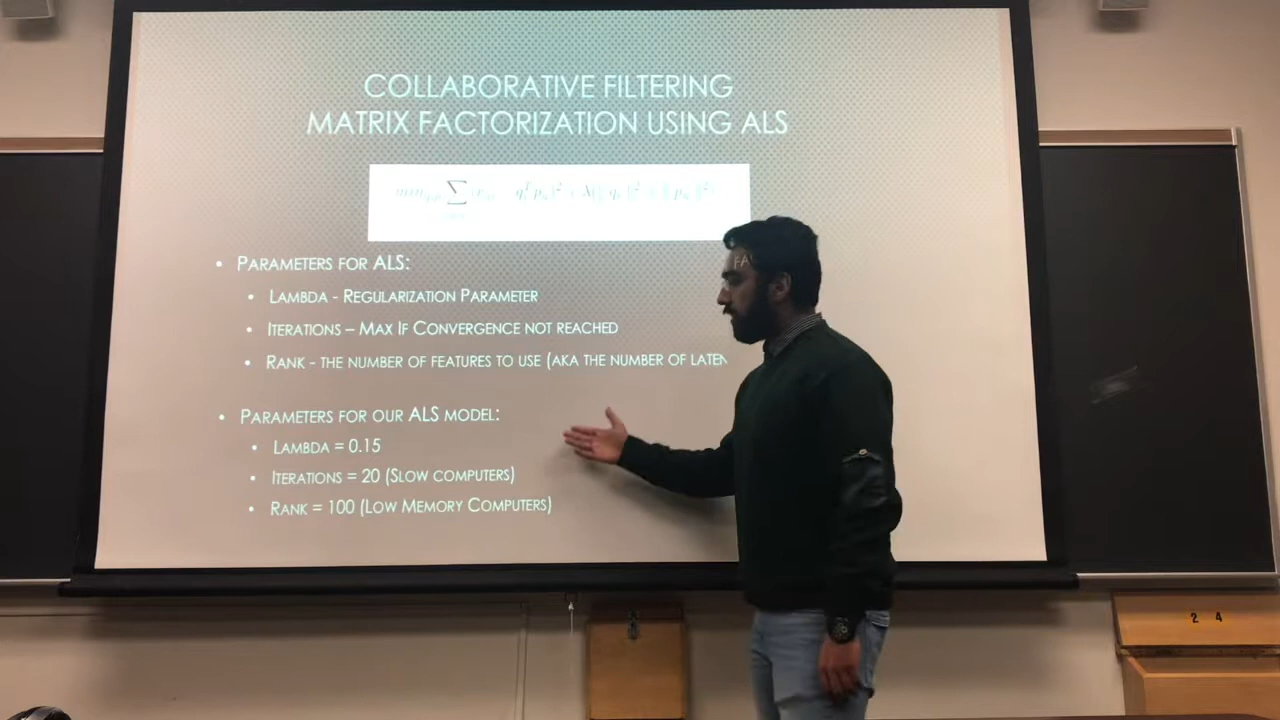 COLLABORATIVE FILTERING
MATRIX FACTORIZATION USING ALS
• PARAMETERS FOR ALS:
• LAMBDA - REGULARIZATION PARAMETER
• ITERATIONS – MAX IF CONVERGENCE NOT REACHED
• RANK - THE NUMBER OF FEATURES TO USE (AKA THE NUMBER OF LATEN
• PARAMETERS FOR OUR ALS MODEL:
• LAMBDA = 0.15
• ITERATIONS = 20 (SLOW COMPUTERS)
• RANK = 100 (LOW MEMORY COMPUTERS)
2 4